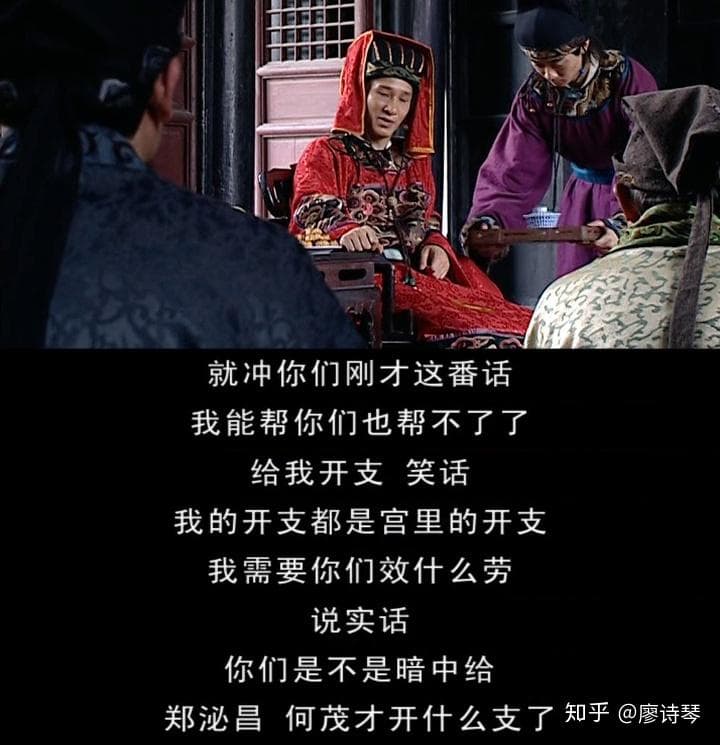 就冲你们刚才这番话
我能帮你们也帮不了了
给我开支 笑话
我的开支都是宫里的开支
我需要你们效什么劳
说实话
你们是不是暗中给
郑泌昌 何茂才开什么支了
知乎 @廖诗琴